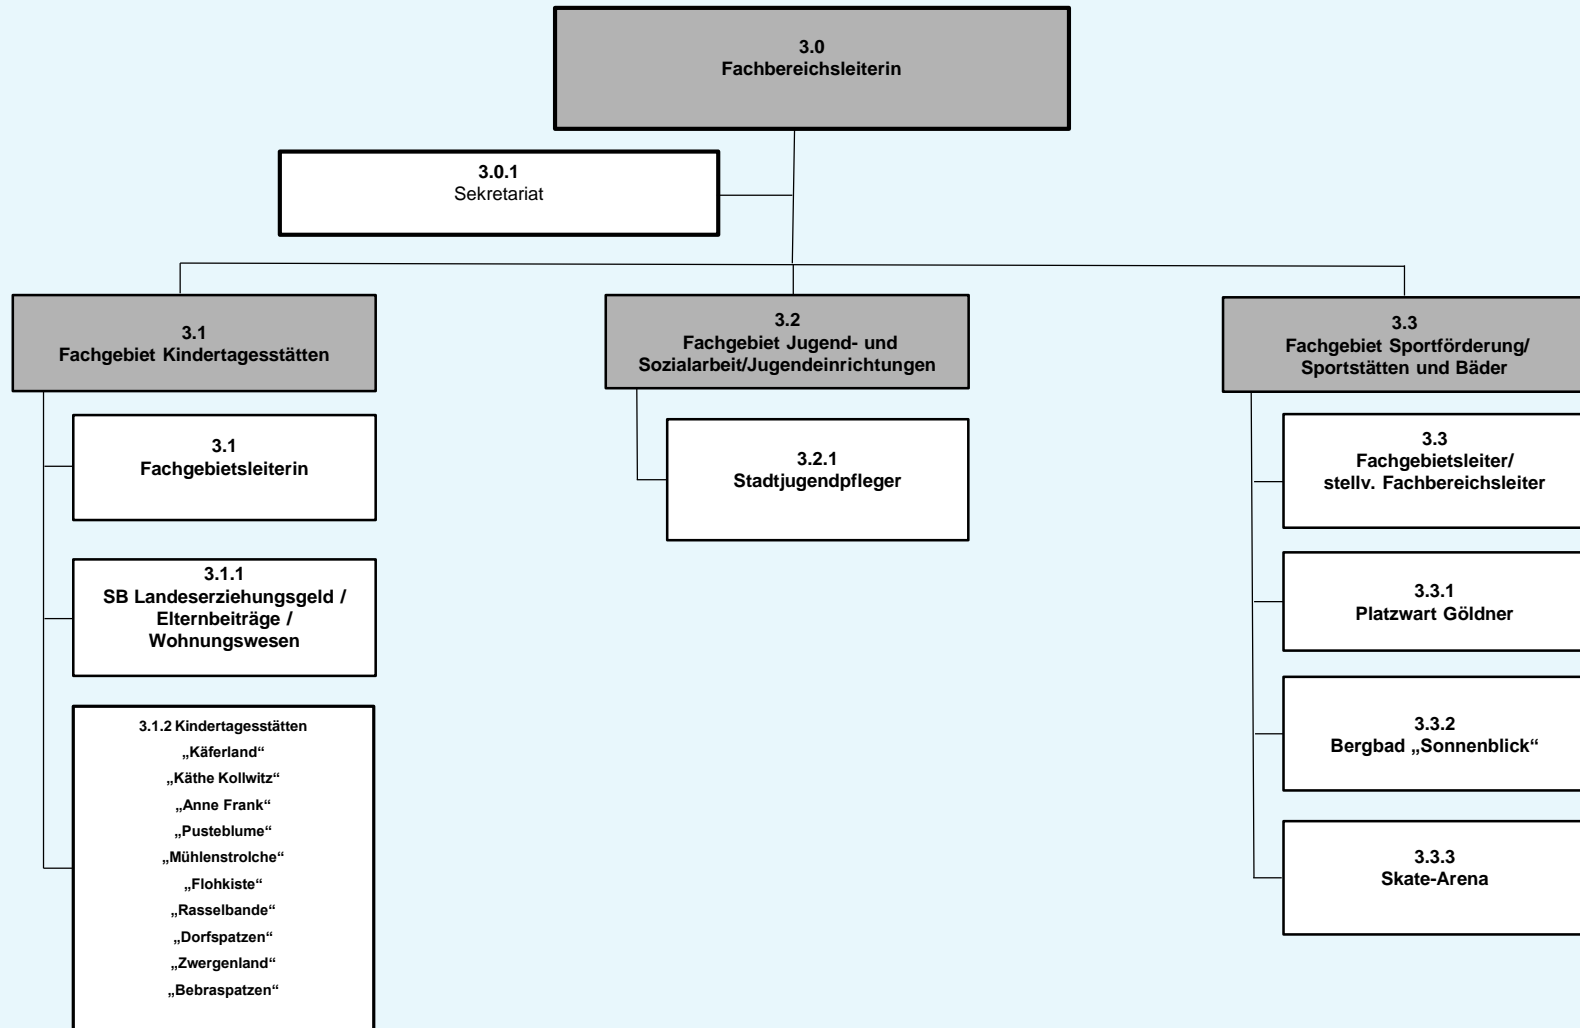 3.0
Fachbereichsleiterin
3.0.1
Sekretariat
3.1
Fachgebiet Kindertagesstätten
3.1
Fachgebietsleiterin
3.1.1
SB Landeserziehungsgeld /
Elternbeiträge /
Wohnungswesen
3.1.2 Kindertagesstätten
„Käferland“
„Käthe Kollwitz“
„Anne Frank“
„Pusteblume“
„Mühlenstrolche“
„Flohkiste“
„Rasselbande“
„Dorfspatzen“
„Zwergenland“
„Bebraspatzen“
3.2
Fachgebiet Jugend- und
Sozialarbeit/Jugendeinrichtungen
3.2.1
Stadtjugendpfleger
3.3
Fachgebiet Sportförderung/
Sportstätten und Bäder
3.3
Fachgebietsleiter/
stellv. Fachbereichsleiter
3.3.1
Platzwart Göldner
3.3.2
Bergbad „Sonnenblick“
3.3.3
Skate-Arena